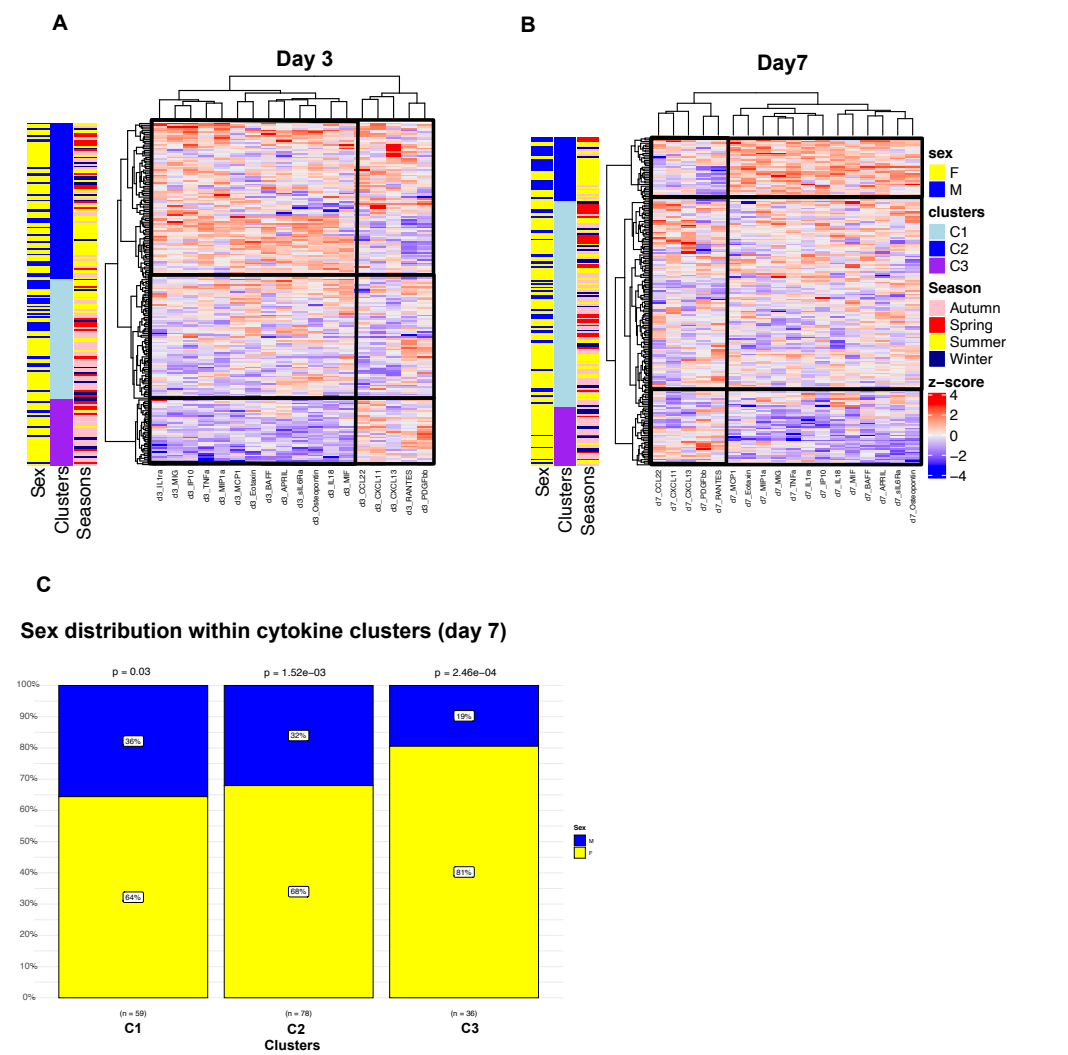 A
B
Day 3
Day7
sex
F
M
clusters
C1
C2
C3
Season
Autumn
Spring
Summer
Winter
z−score
4
2
0
−2
−4
Sex
Clusters
Seasons
d3_IL1ra
d3_MIG
d3_IP10
d3_TNFa
d3_MIP1a
d3_MCP1
d3_Eotaxin
d3_BAFF
d3_APRIL
d3_sIL6Ra
d3_Osteopontin
d3_IL18
d3_MIF
d3_CCL22
d3_CXCL11
d3_CXCL13
d3_RANTES
d3_PDGFbb
Sex
Clusters
Seasons
d7_CCL22
d7_CXCL11
d7_CXCL13
d7_PDGFbb
d7_RANTES
d7_MCP1
d7_Eotaxin
d7_MIP1a
d7_MIG
d7_TNFa
d7_IL1ra
d7_IP10
d7_IL18
d7_MIF
d7_BAFF
d7_APRIL
d7_sIL6Ra
d7_Osteopontin
C
Sex distribution within cytokine clusters (day 7)
p = 0.03
p = 1.52e−03
p = 2.46e−04
100%
90%
80%
70%
60%
50%
40%
30%
20%
10%
0%
36%
32%
19%
64%
68%
81%
Sex
M
F
(n = 59)
(n = 78)
(n = 36)
C1
C2
C3
Clusters